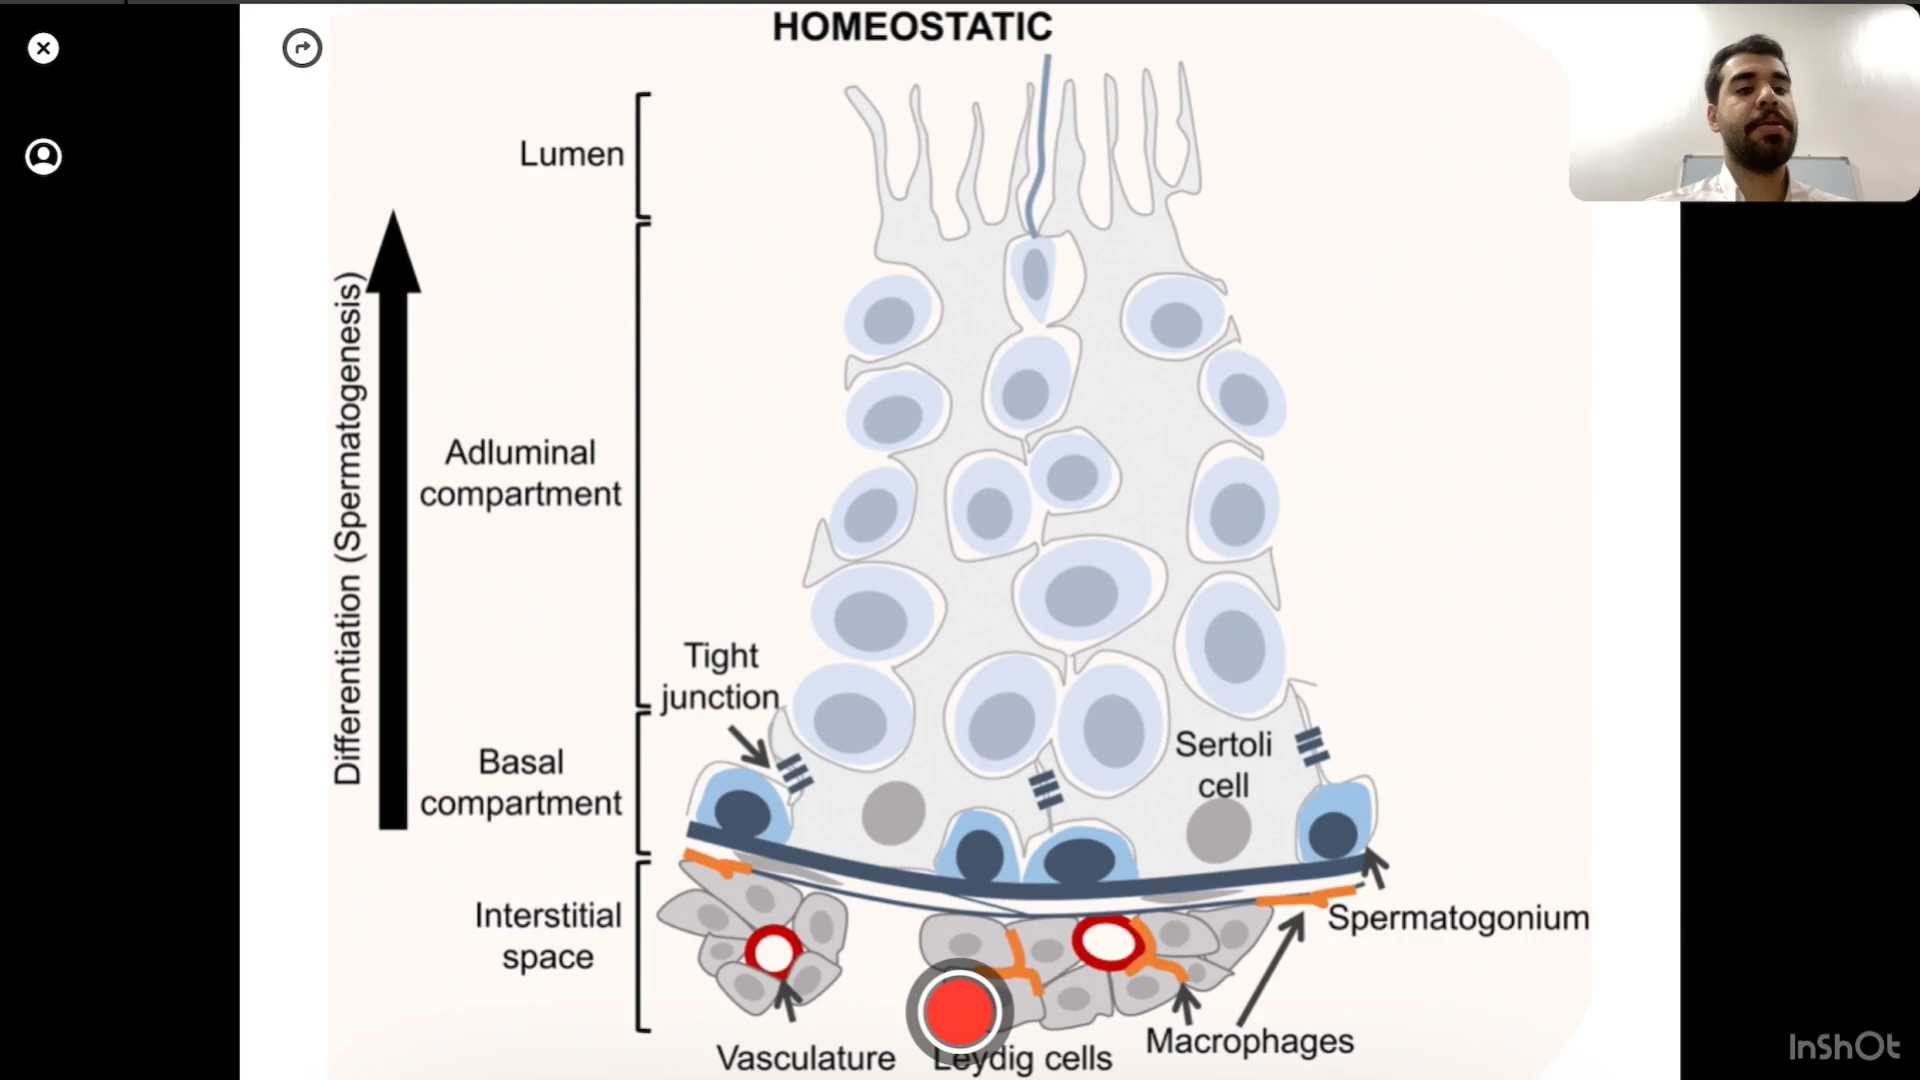 HOMEOSTATIC
Lumen
Differentiation (Spermatogenesis)
Adluminal
compartment
Tight
junction
Basal
compartment
Sertoli
cell
Interstitial
space
Spermatogonium
Vasculature
Leydig cells
Macrophages
InShOt